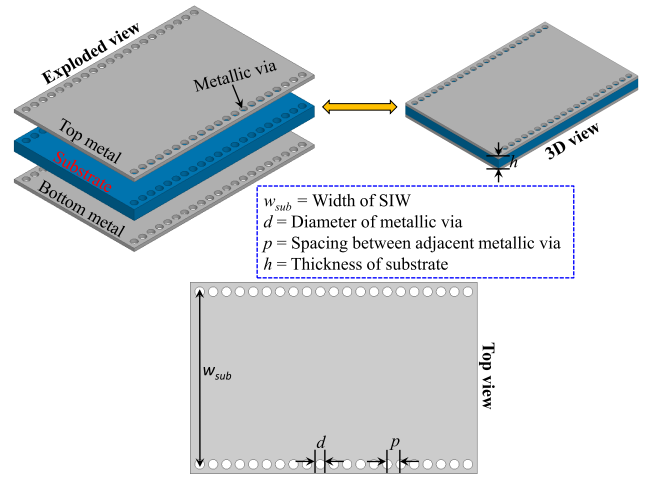 Exploded view
Metallic via
Top metal
Substrate
Bottom metal
h
3D view
w_sub = Width of SIW
d = Diameter of metallic via
p = Spacing between adjacent metallic via
h = Thickness of substrate
w_sub
d
p
Top view